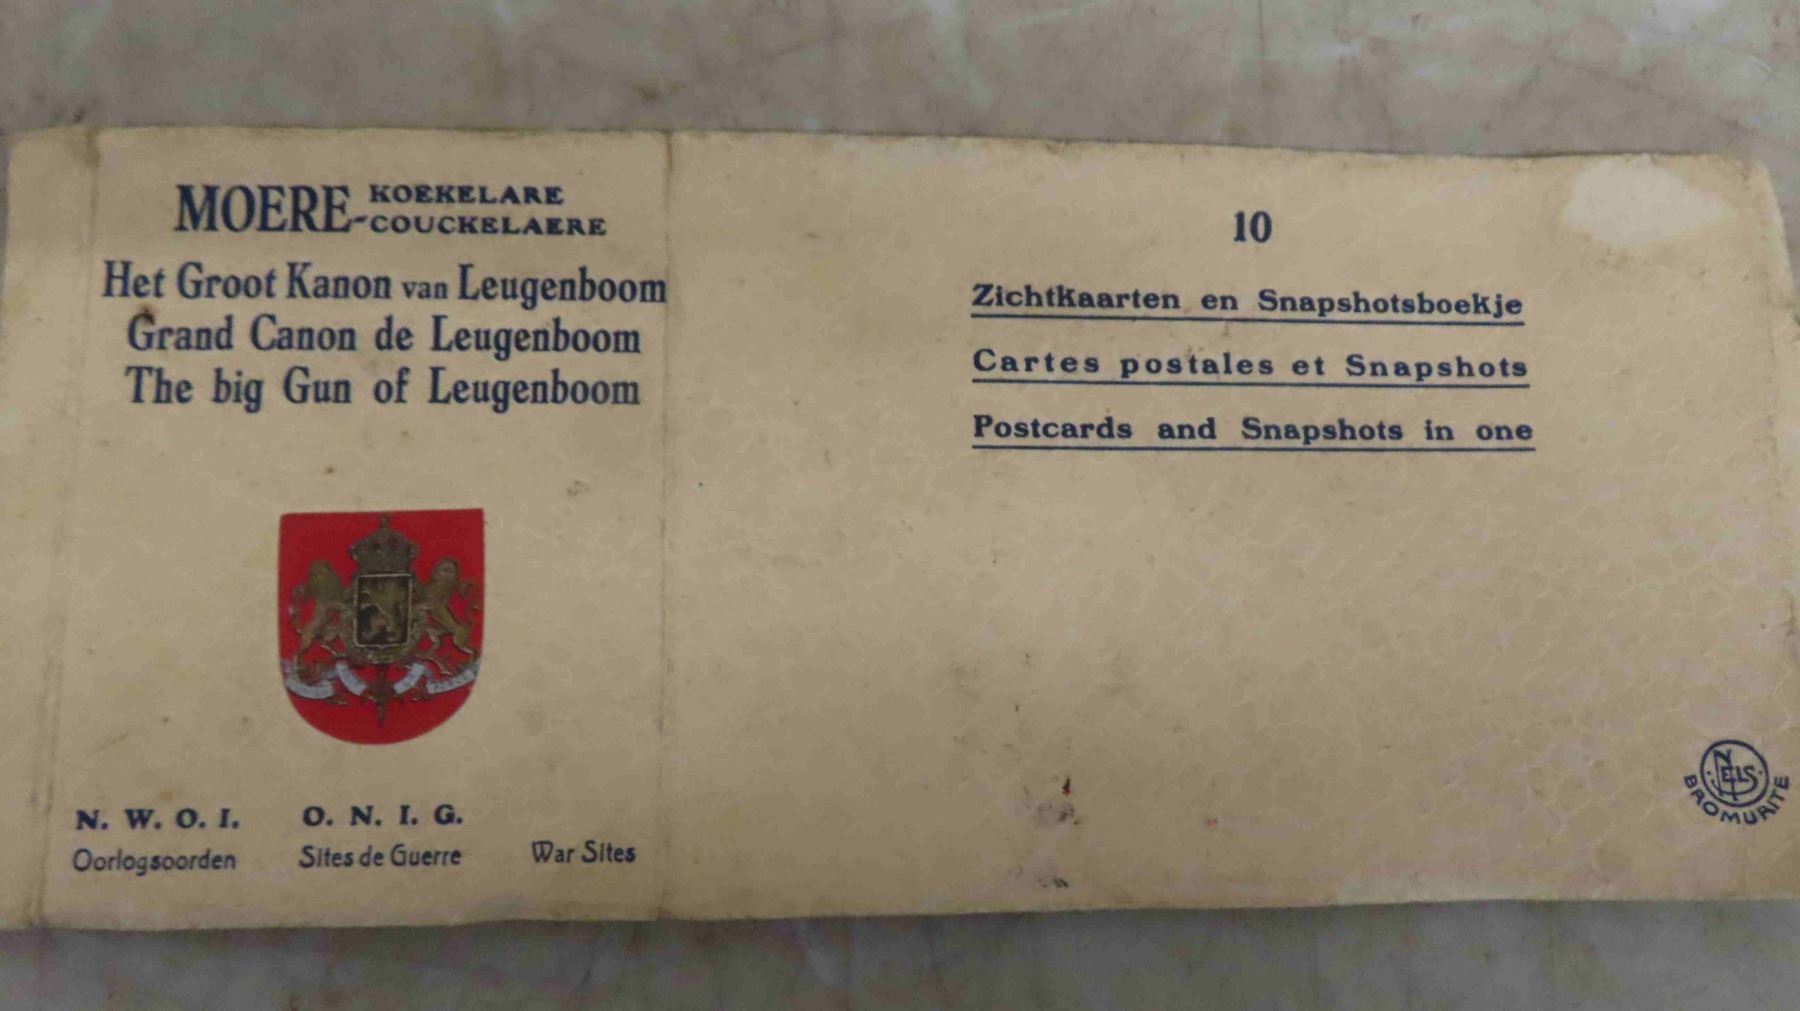 MOERE-KOEKELARE
-COUCKELAERE
Het Groot Kanon van Leugenboom
Grand Canon de Leugenboom
The big Gun of Leugenboom
N. W. O. I. O. N. I. G.
Oorlogsoorden Sites de Guerre War Sites
10
Zichtkaarten en Snapshotsboekje
Cartes postales et Snapshots
Postcards and Snapshots in one
NELS
BROMURITE